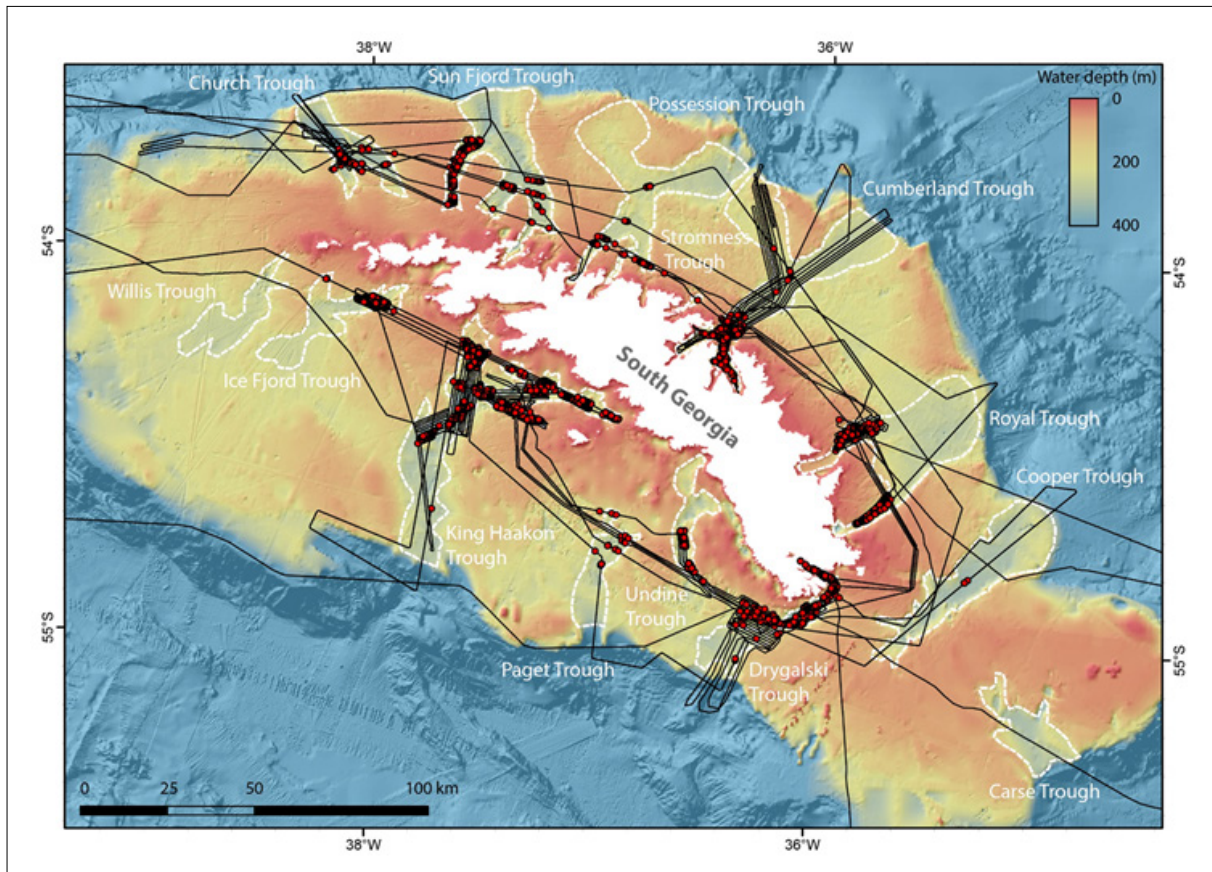 38°W
36°W
Church Trough
Sun Fjord Trough
Possession Trough
Water depth (m)
0
200
400
Cumberland Trough
54°S
54°S
Stromness
Trough
Willis Trough
Ice Fjord Trough
South Georgia
Royal Trough
Cooper Trough
King Haakon
Trough
Undine
Trough
55°S
55°S
Paget Trough
Drygalski
Trough
Carse Trough
0
25
50
100 km
38°W
36°W